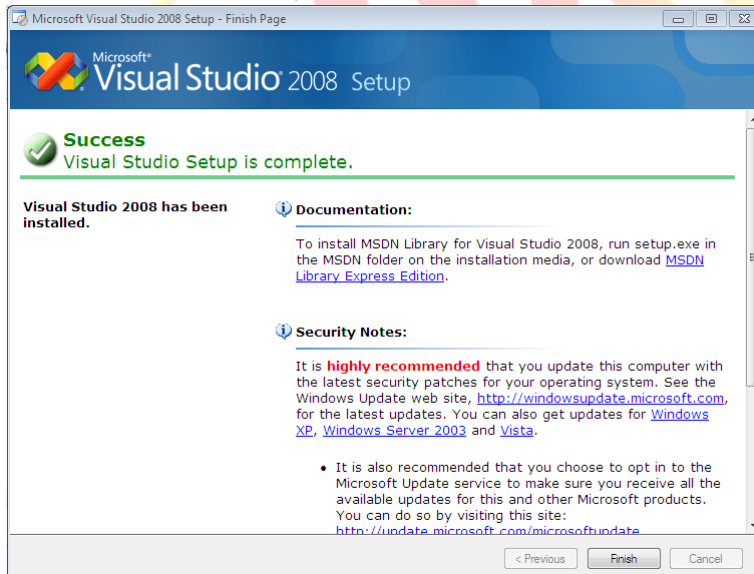 Microsoft Visual Studio 2008 Setup - Finish Page
Microsoft®
Visual Studio® 2008 Setup
Success
Visual Studio Setup is complete.
Visual Studio 2008 has been
installed.
Documentation:
To install MSDN Library for Visual Studio 2008, run setup.exe in
the MSDN folder on the installation media, or download MSDN
Library Express Edition.
Security Notes:
It is highly recommended that you update this computer with
the latest security patches for your operating system. See the
Windows Update web site, http://windowsupdate.microsoft.com,
for the latest updates. You can also get updates for Windows
XP, Windows Server 2003 and Vista.
• It is also recommended that you choose to opt in to the
Microsoft Update service to make sure you receive all the
available updates for this and other Microsoft products.
You can do so by visiting this site:
http://update.microsoft.com/microsoftupdate
< Previous
Finish
Cancel